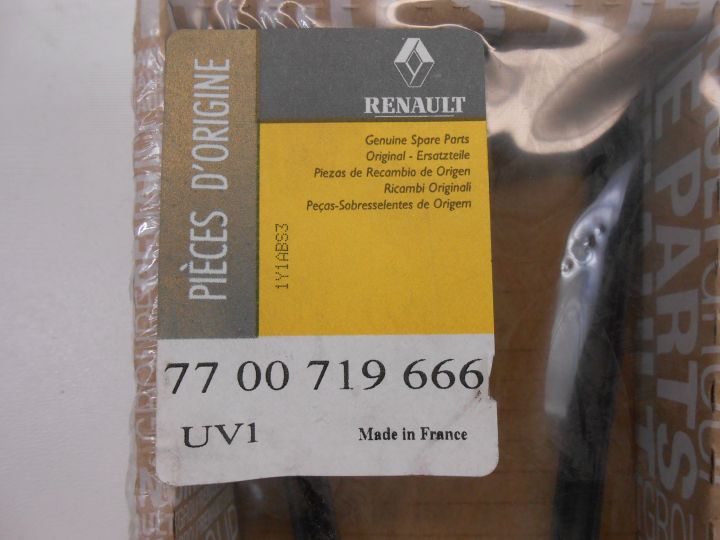 PIÈCES D'ORIGINE
RENAULT
Genuine Spare Parts
Original - Ersatzteile
Piezas de Recambio de Origen
Ricambi Originali
Peças-Sobresselentes de Origem
1Y1ABS3
77 00 719 666
UV1
Made in France
PARTS